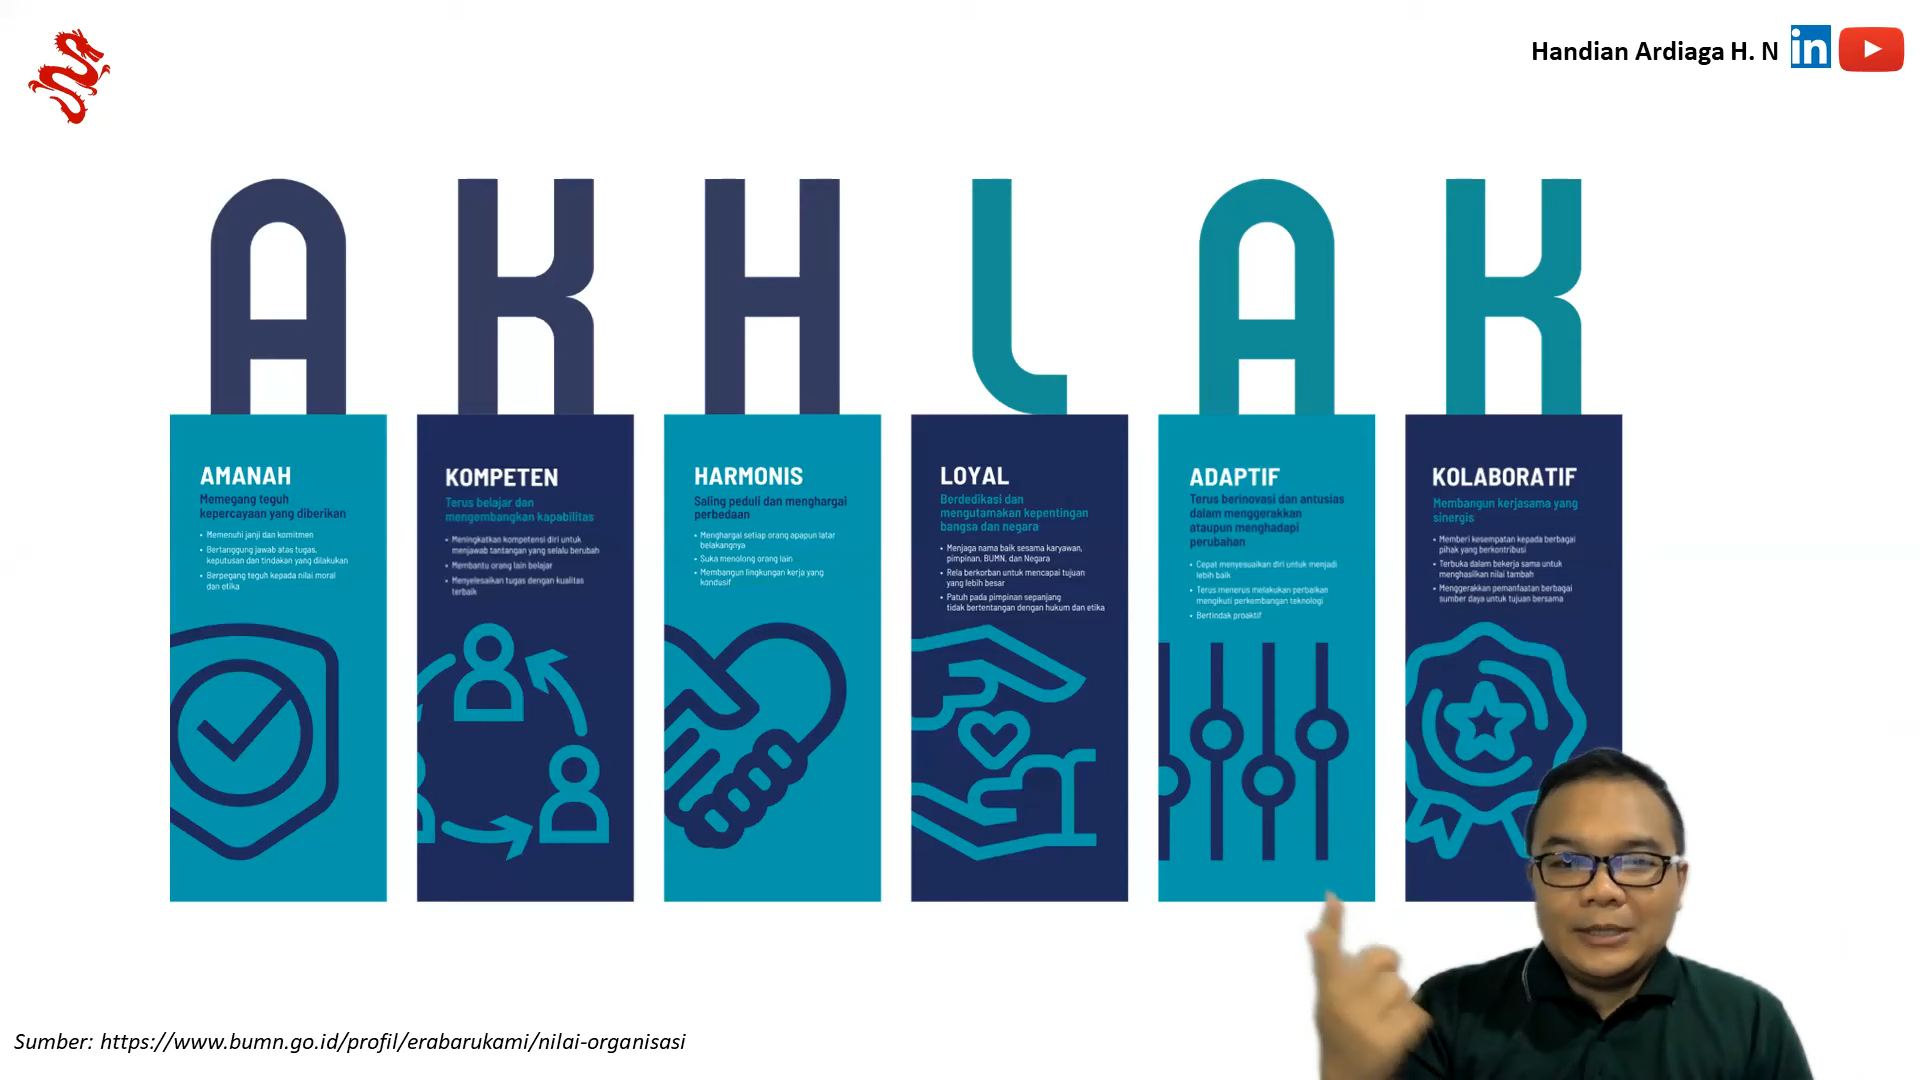 Handian Ardiaga H. N in
AKHLAK
AMANAH
Memegang teguh
kepercayaan yang diberikan
• Memenuhi janji dan komitmen
• Bertanggung jawab atas tugas,
keputusan dan tindakan yang dilakukan
• Berpegang teguh kepada nilai moral
dan etika
KOMPETEN
Terus belajar dan
mengembangkan kapabilitas
• Meningkatkan kompetensi diri untuk
menjawab tantangan yang selalu berubah
• Membantu orang lain belajar
• Menyelesaikan tugas dengan kualitas
terbaik
HARMONIS
Saling peduli dan menghargai
perbedaan
• Menghargai setiap orang apapun latar
belakangnya
• Suka menolong orang lain
• Membangun lingkungan kerja yang
kondusif
LOYAL
Berdedikasi dan
mengutamakan kepentingan
bangsa dan negara
• Menjaga nama baik sesama karyawan,
pimpinan, BUMN, dan Negara
• Rela berkorban untuk mencapai tujuan
yang lebih besar
• Patuh pada pimpinan sepanjang
tidak bertentangan dengan hukum dan etika
ADAPTIF
Terus berinovasi dan antusias
dalam menggerakkan
ataupun menghadapi
perubahan
• Cepat menyesuaikan diri untuk menjadi
lebih baik
• Terus menerus melakukan perbaikan
mengikuti perkembangan teknologi
• Bertindak proaktif
KOLABORATIF
Membangun kerjasama yang
sinergis
• Memberi kesempatan kepada berbagai
pihak yang berkontribusi
• Terbuka dalam bekerja sama untuk
menghasilkan nilai tambah
• Menggerakkan pemanfaatan berbagai
sumber daya untuk tujuan bersama
Sumber: https://www.bumn.go.id/profil/erabarukami/nilai-organisasi